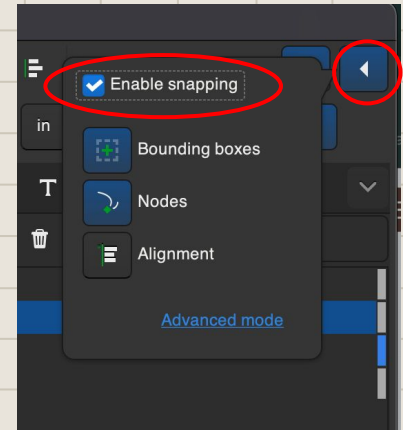 Enable snapping
in
Bounding boxes
T
Nodes
Alignment
Advanced mode